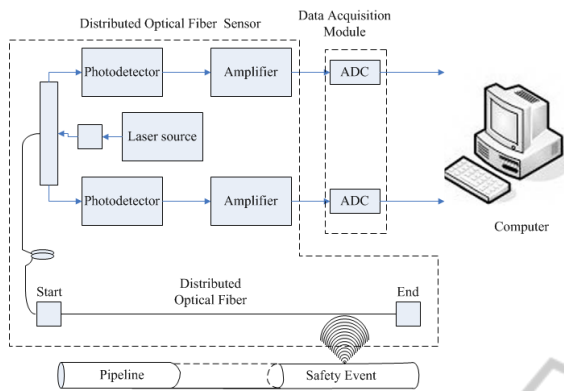 Distributed Optical Fiber Sensor
Data Acquisition
Module
Photodetector
Amplifier
ADC
Laser source
Photodetector
Amplifier
ADC
Computer
Start
Distributed
Optical Fiber
End
Pipeline
Safety Event